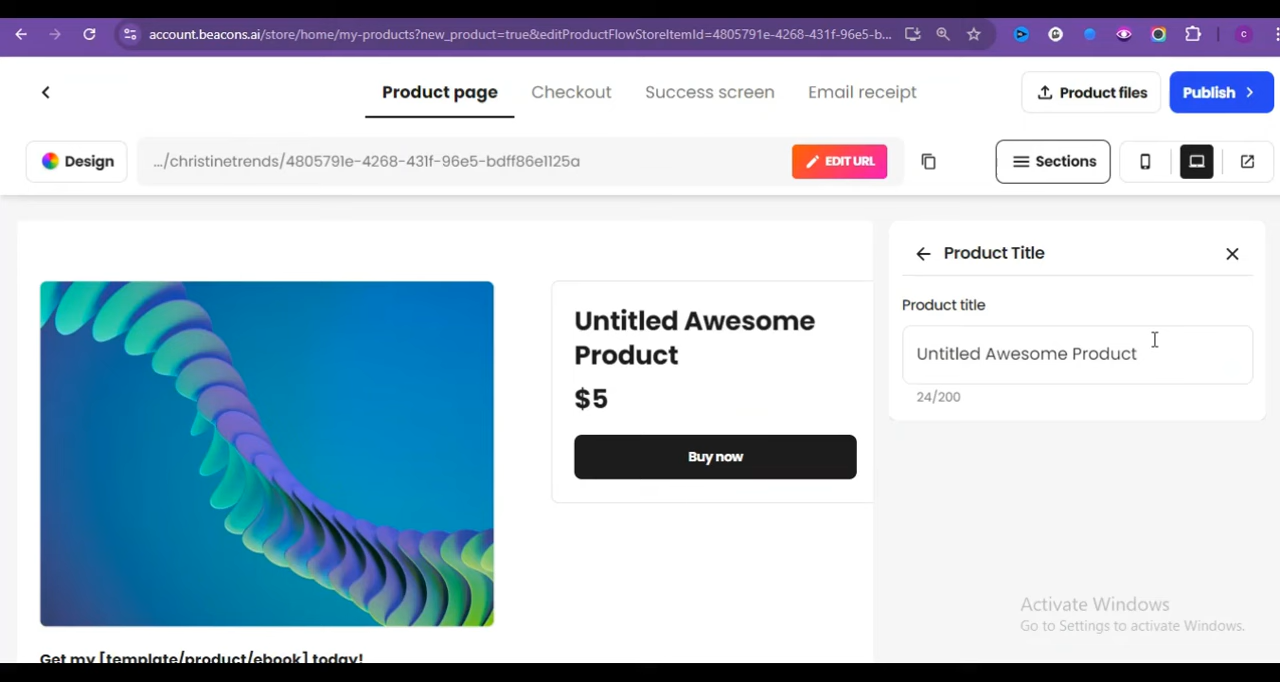 account.beacons.ai/store/home/my-products?new_product=true&editProductFlowStoreItemId=4805791e-4268-431f-96e5-b...
Product page Checkout Success screen Email receipt Product files Publish
Design .../christinetrends/4805791e-4268-431f-96e5-bdff86e1125a EDIT URL Sections
Product Title
Product title
Untitled Awesome Product
24/200
Untitled Awesome
Product
$5
Buy now
Get my [template/product/ebook] today!
Activate Windows
Go to Settings to activate Windows.